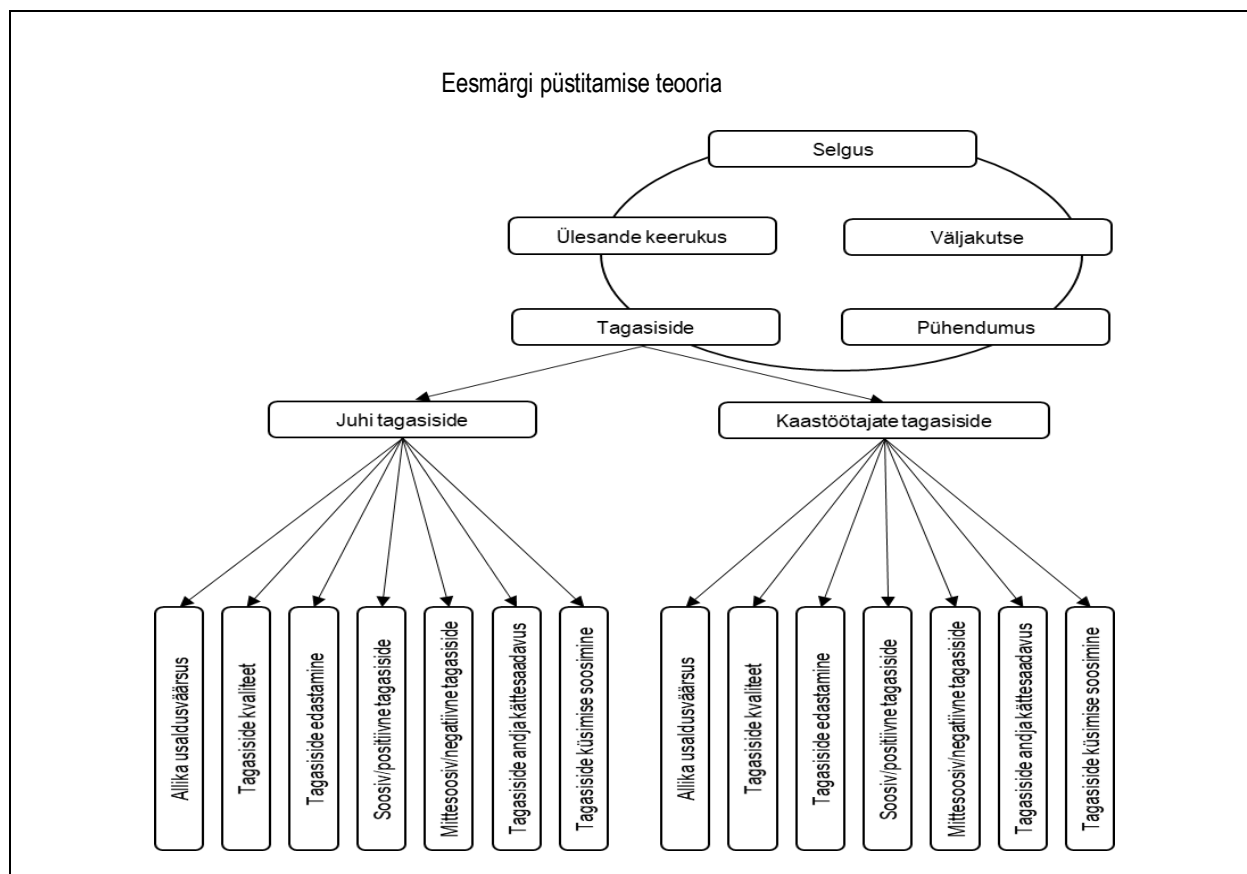 Eesmärgi püstitamise teooria
Selgus
Ülesande keerukus
Väljakutse
Tagasiside
Pühendumus
Juhi tagasiside
Kaastöötajate tagasiside
Allika usaldusväärsus
Tagasiside kvaliteet
Tagasiside edastamine
Soosiv/positiivne tagasiside
Mittesoosiv/negatiivne tagasiside
Tagasiside andja kättesaadavus
Tagasiside küsimise soosimine
Allika usaldusväärsus
Tagasiside kvaliteet
Tagasiside edastamine
Soosiv/positiivne tagasiside
Mittesoosiv/negatiivne tagasiside
Tagasiside andja kättesaadavus
Tagasiside küsimise soosimine